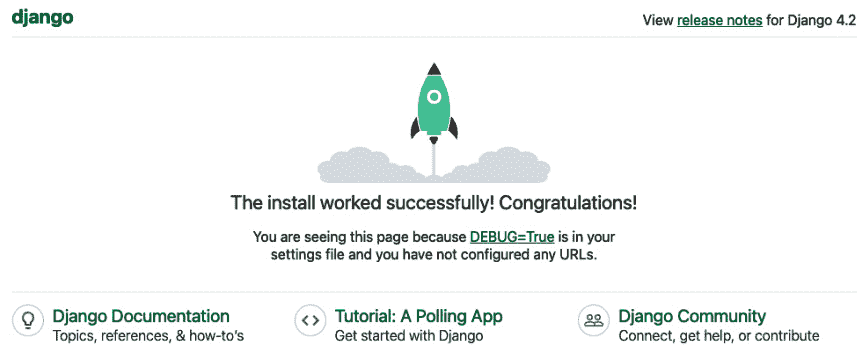 django
View release notes for Django 4.2
The install worked successfully! Congratulations!
You are seeing this page because DEBUG=True is in your
settings file and you have not configured any URLs.
Django Documentation
Topics, references, & how-to's
Tutorial: A Polling App
Get started with Django
Django Community
Connect, get help, or contribute